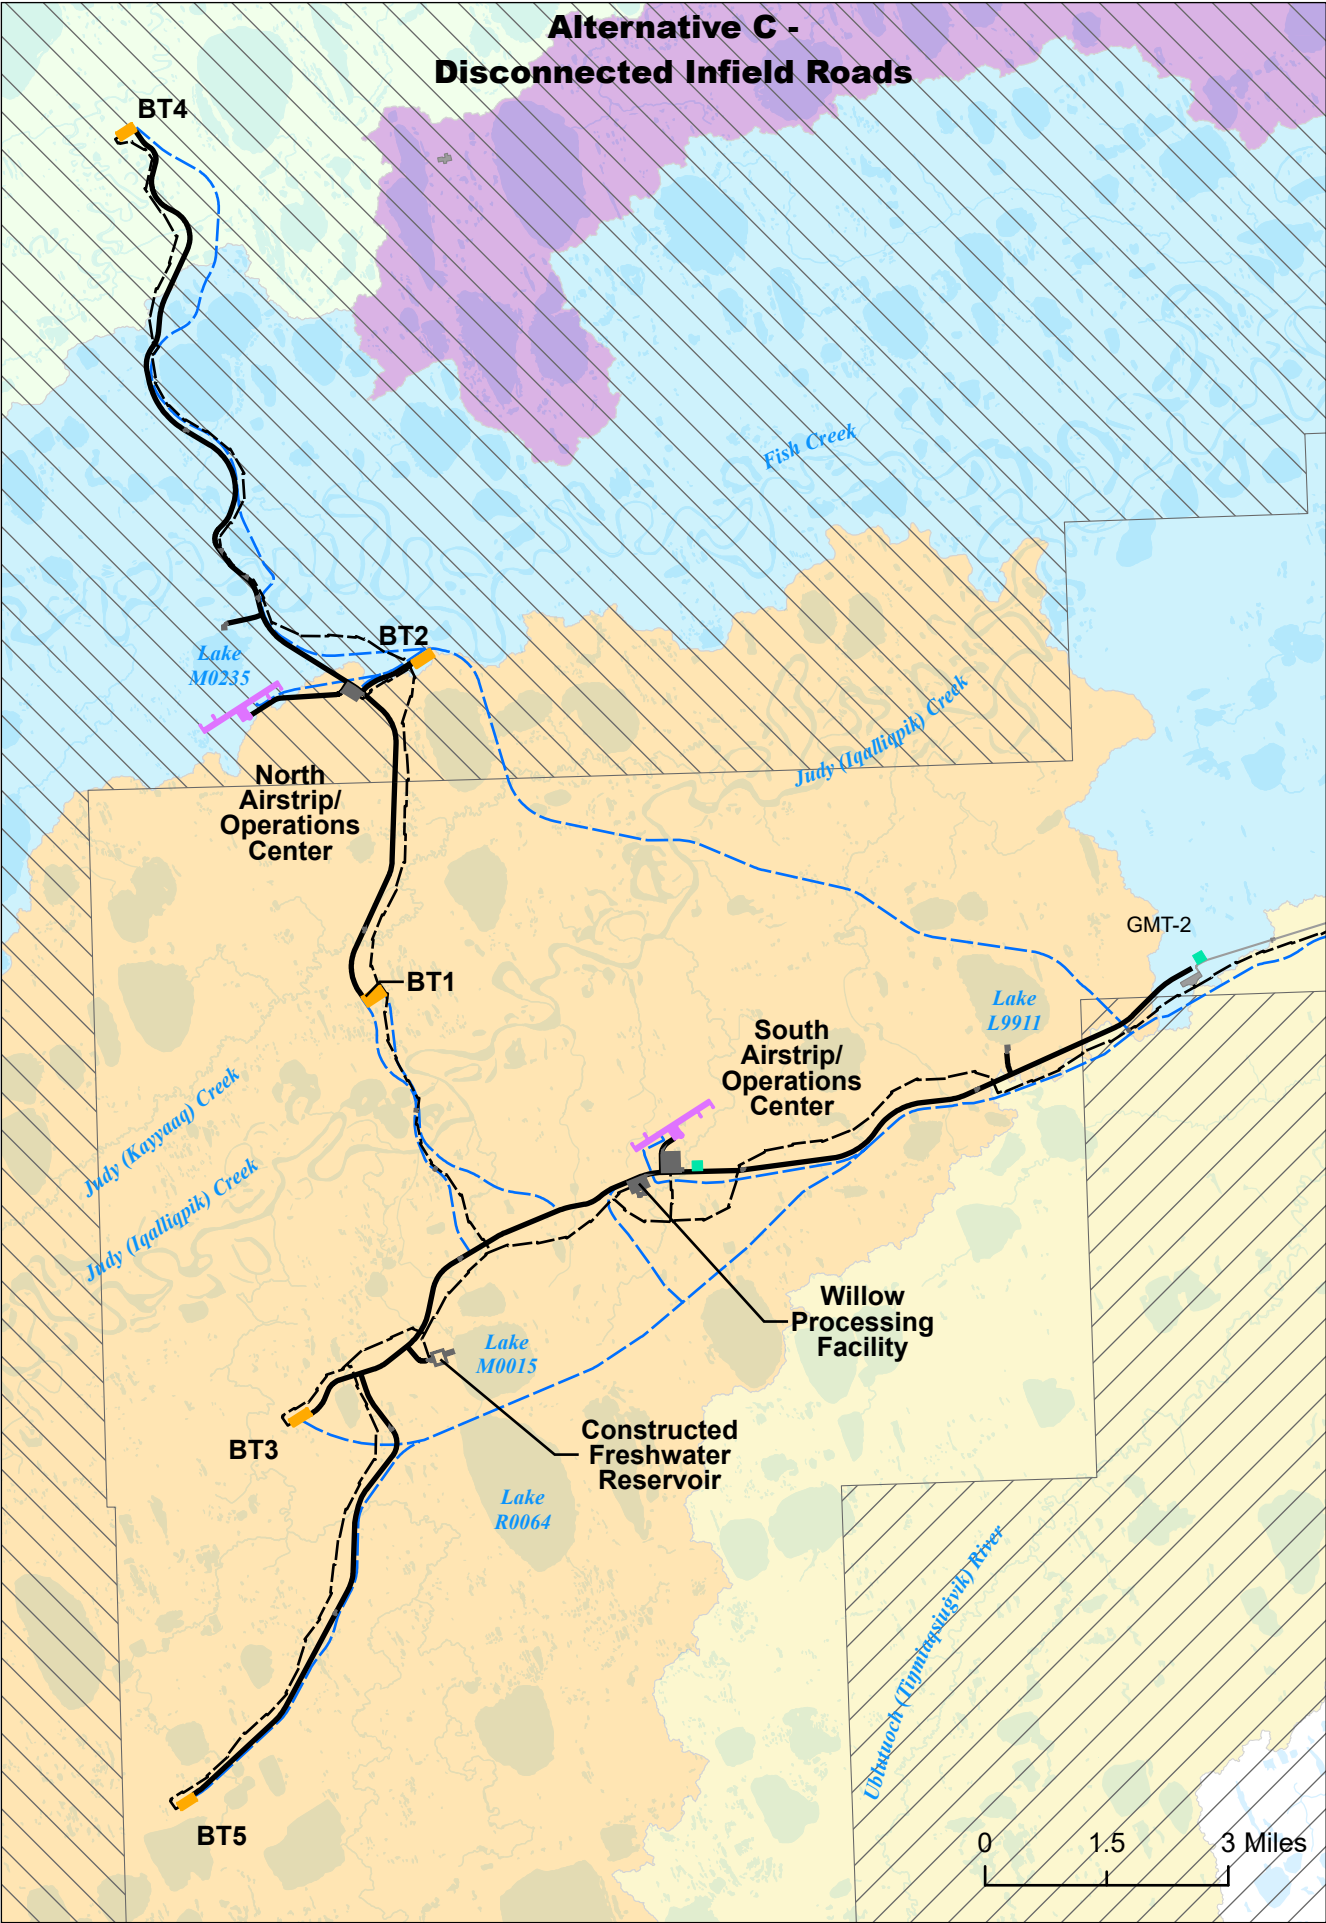 Alternative C -
Disconnected Infield Roads
BT4
Fish Creek
BT2
Lake
M0235
Judy (Iqalliqpik) Creek
North
Airstrip/
Operations
Center
GMT-2
BT1
Lake
L9911
South
Airstrip/
Operations
Center
Judy (Kayyaaq) Creek
Judy (Iqalliqpik) Creek
Willow
Processing
Facility
Lake
M0015
Constructed
Freshwater
Reservoir
BT3
Lake
R0064
Ublutuoch (Tiŋmiaqsiuġvik) River
BT5
0 1.5 3 Miles